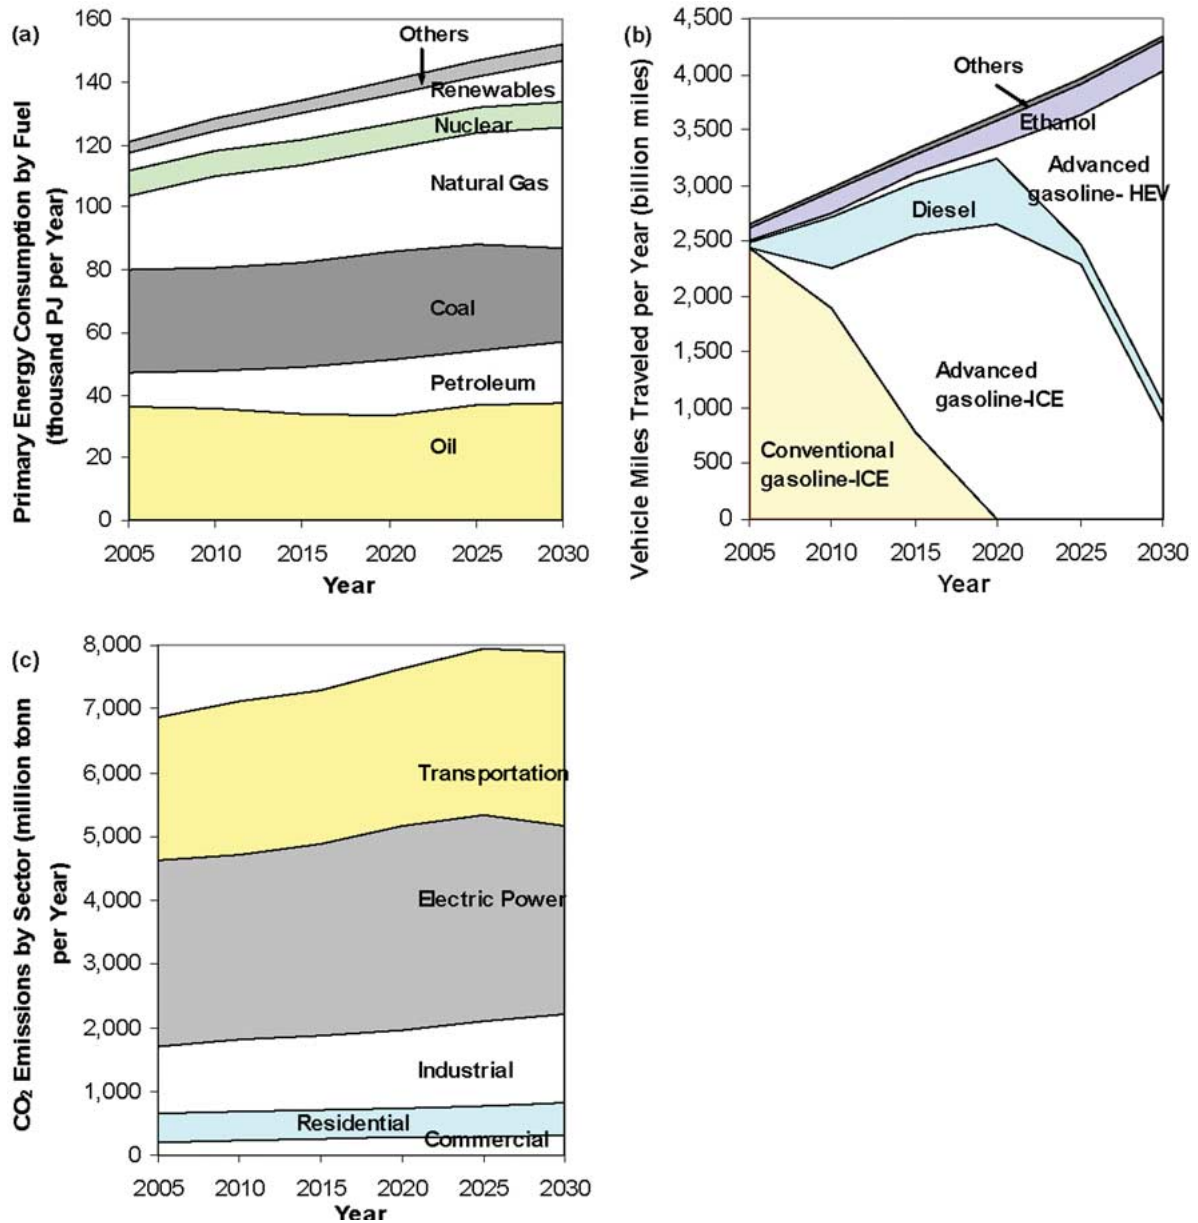 (a)
Primary Energy Consumption by Fuel
(thousand PJ per Year)
160
140
120
100
80
60
40
20
0
Others
Renewables
Nuclear
Natural Gas
Coal
Petroleum
Oil
2005 2010 2015 2020 2025 2030
Year
(b)
Vehicle Miles Traveled per Year (billion miles)
4,500
4,000
3,500
3,000
2,500
2,000
1,500
1,000
500
0
Others
Ethanol
Advanced
gasoline- HEV
Diesel
Advanced
gasoline-ICE
Conventional
gasoline-ICE
2005 2010 2015 2020 2025 2030
Year
(c)
CO₂ Emissions by Sector (million tonn
per Year)
8,000
7,000
6,000
5,000
4,000
3,000
2,000
1,000
0
Transportation
Electric Power
Industrial
Residential
Commercial
2005 2010 2015 2020 2025 2030
Year